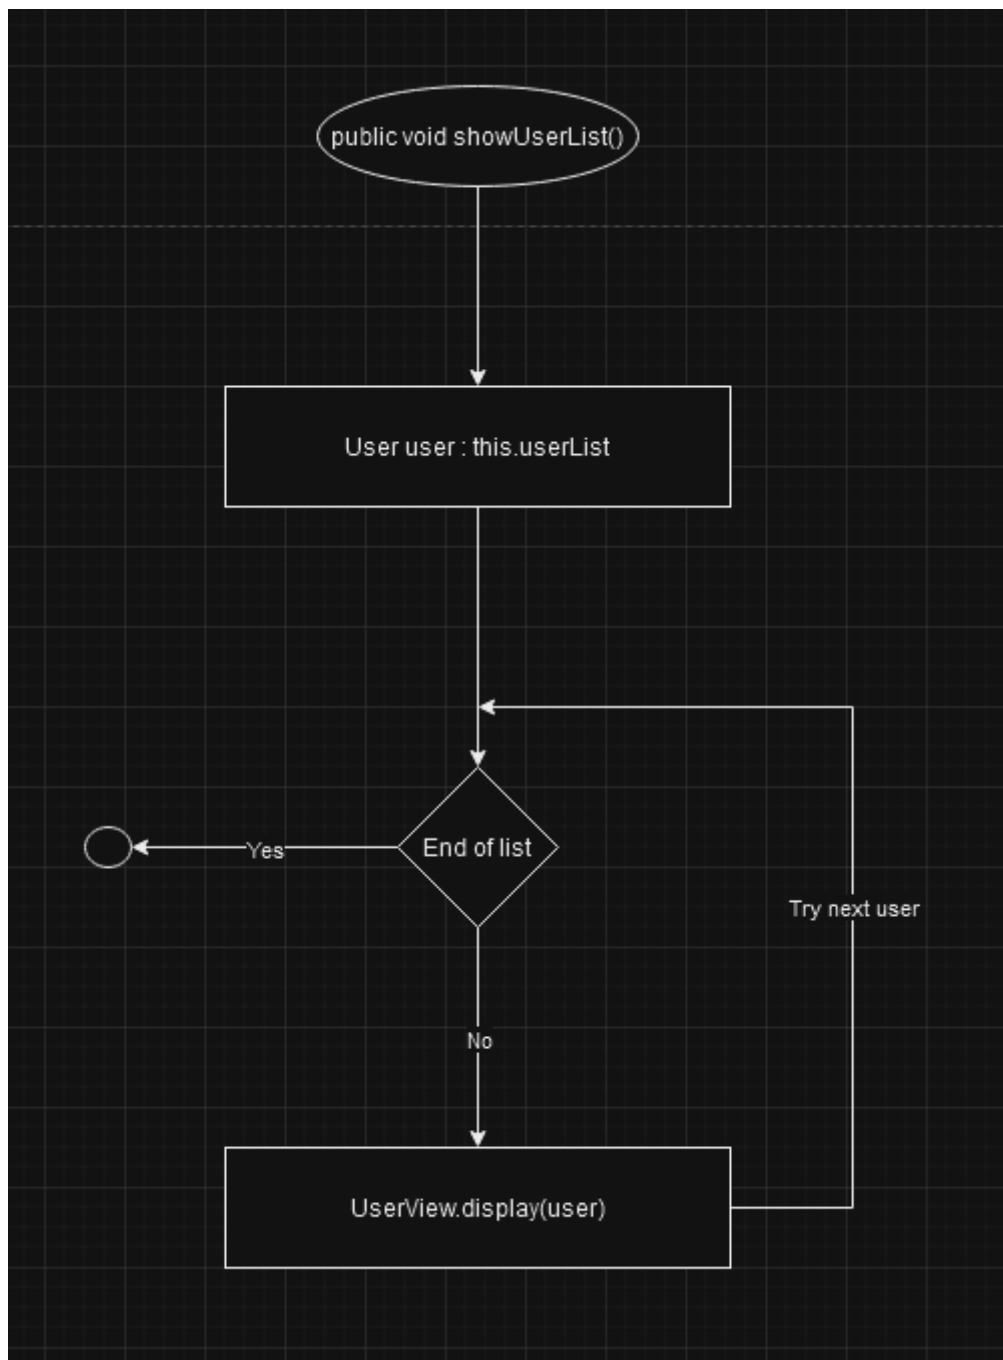 public void showUserList()
User user : this.userList
End of list
Yes
Try next user
No
UserView.display(user)